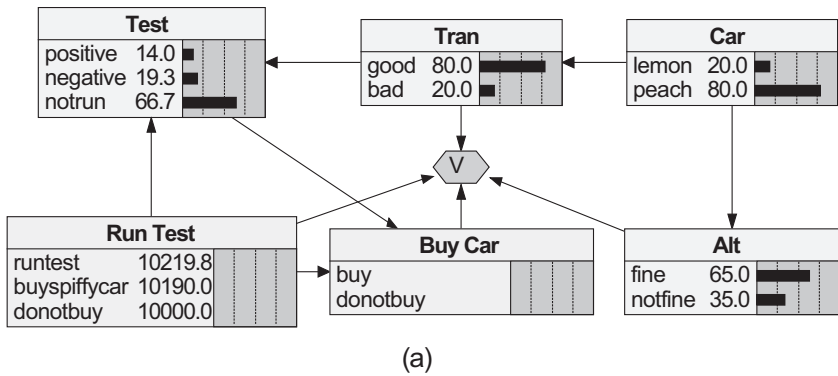 Test
positive 14.0
negative 19.3
notrun 66.7
Tran
good 80.0
bad 20.0
Car
lemon 20.0
peach 80.0
V
Run Test
runtest 10219.8
buyspiffycar 10190.0
donotbuy 10000.0
Buy Car
buy
donotbuy
Alt
fine 65.0
notfine 35.0
(a)